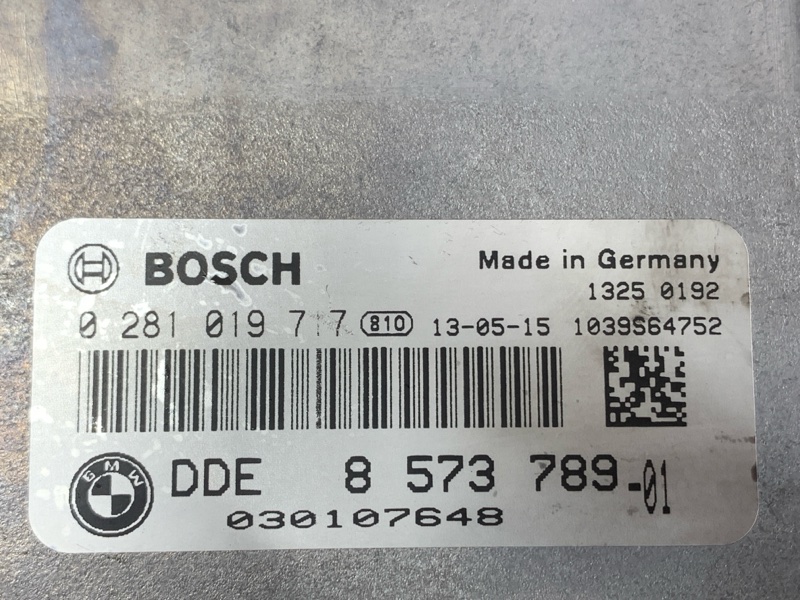 BOSCH
Made in Germany
1325 0192
0 281 019 717 810 13-05-15 1039S64752
BMW
DDE 8 573 789-01
030107648